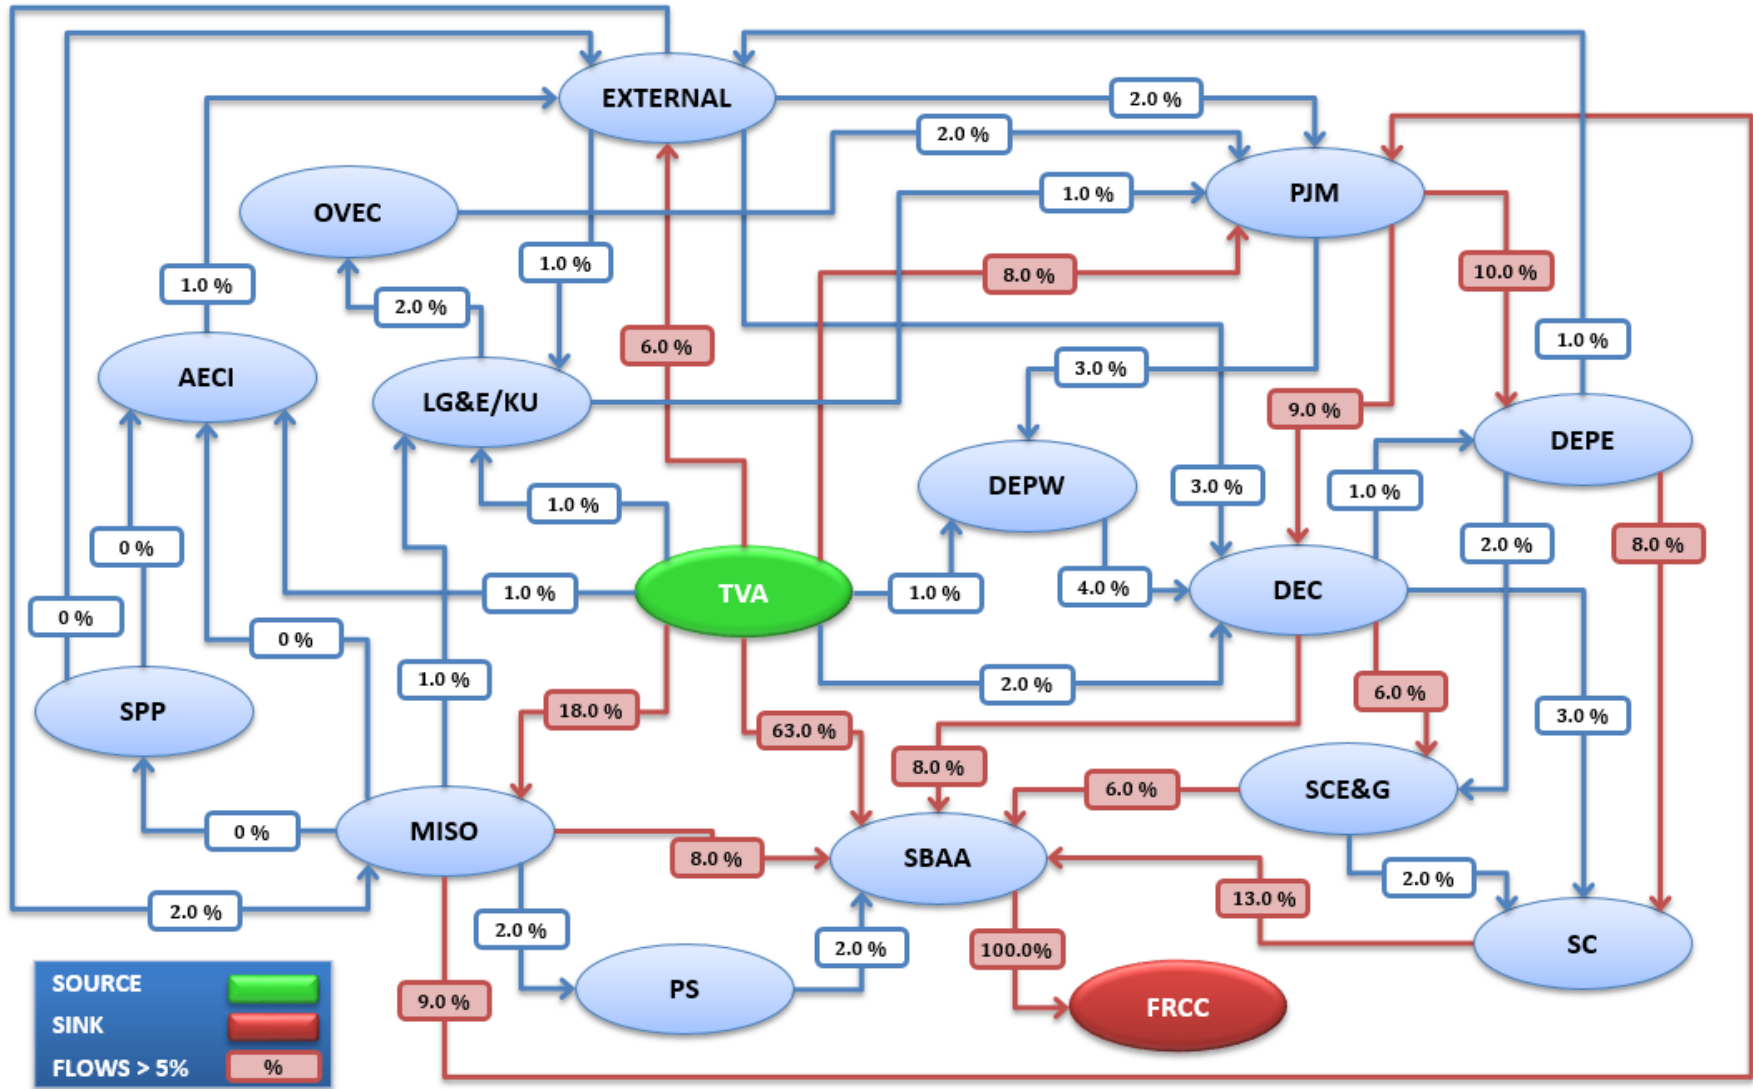 EXTERNAL
2.0 %
2.0 %
OVEC
1.0 %
PJM
1.0 %
1.0 %
8.0 %
10.0 %
2.0 %
6.0 %
1.0 %
AECI
LG&E/KU
3.0 %
9.0 %
DEPE
DEPW
3.0 %
1.0 %
1.0 %
0 %
2.0 %
8.0 %
1.0 %
TVA
1.0 %
4.0 %
DEC
0 %
0 %
1.0 %
2.0 %
6.0 %
SPP
18.0 %
63.0 %
3.0 %
8.0 %
6.0 %
SCE&G
0 %
MISO
8.0 %
SBAA
2.0 %
13.0 %
2.0 %
2.0 %
2.0 %
100.0%
SC
SOURCE
9.0 %
PS
FRCC
SINK
FLOWS > 5%
%